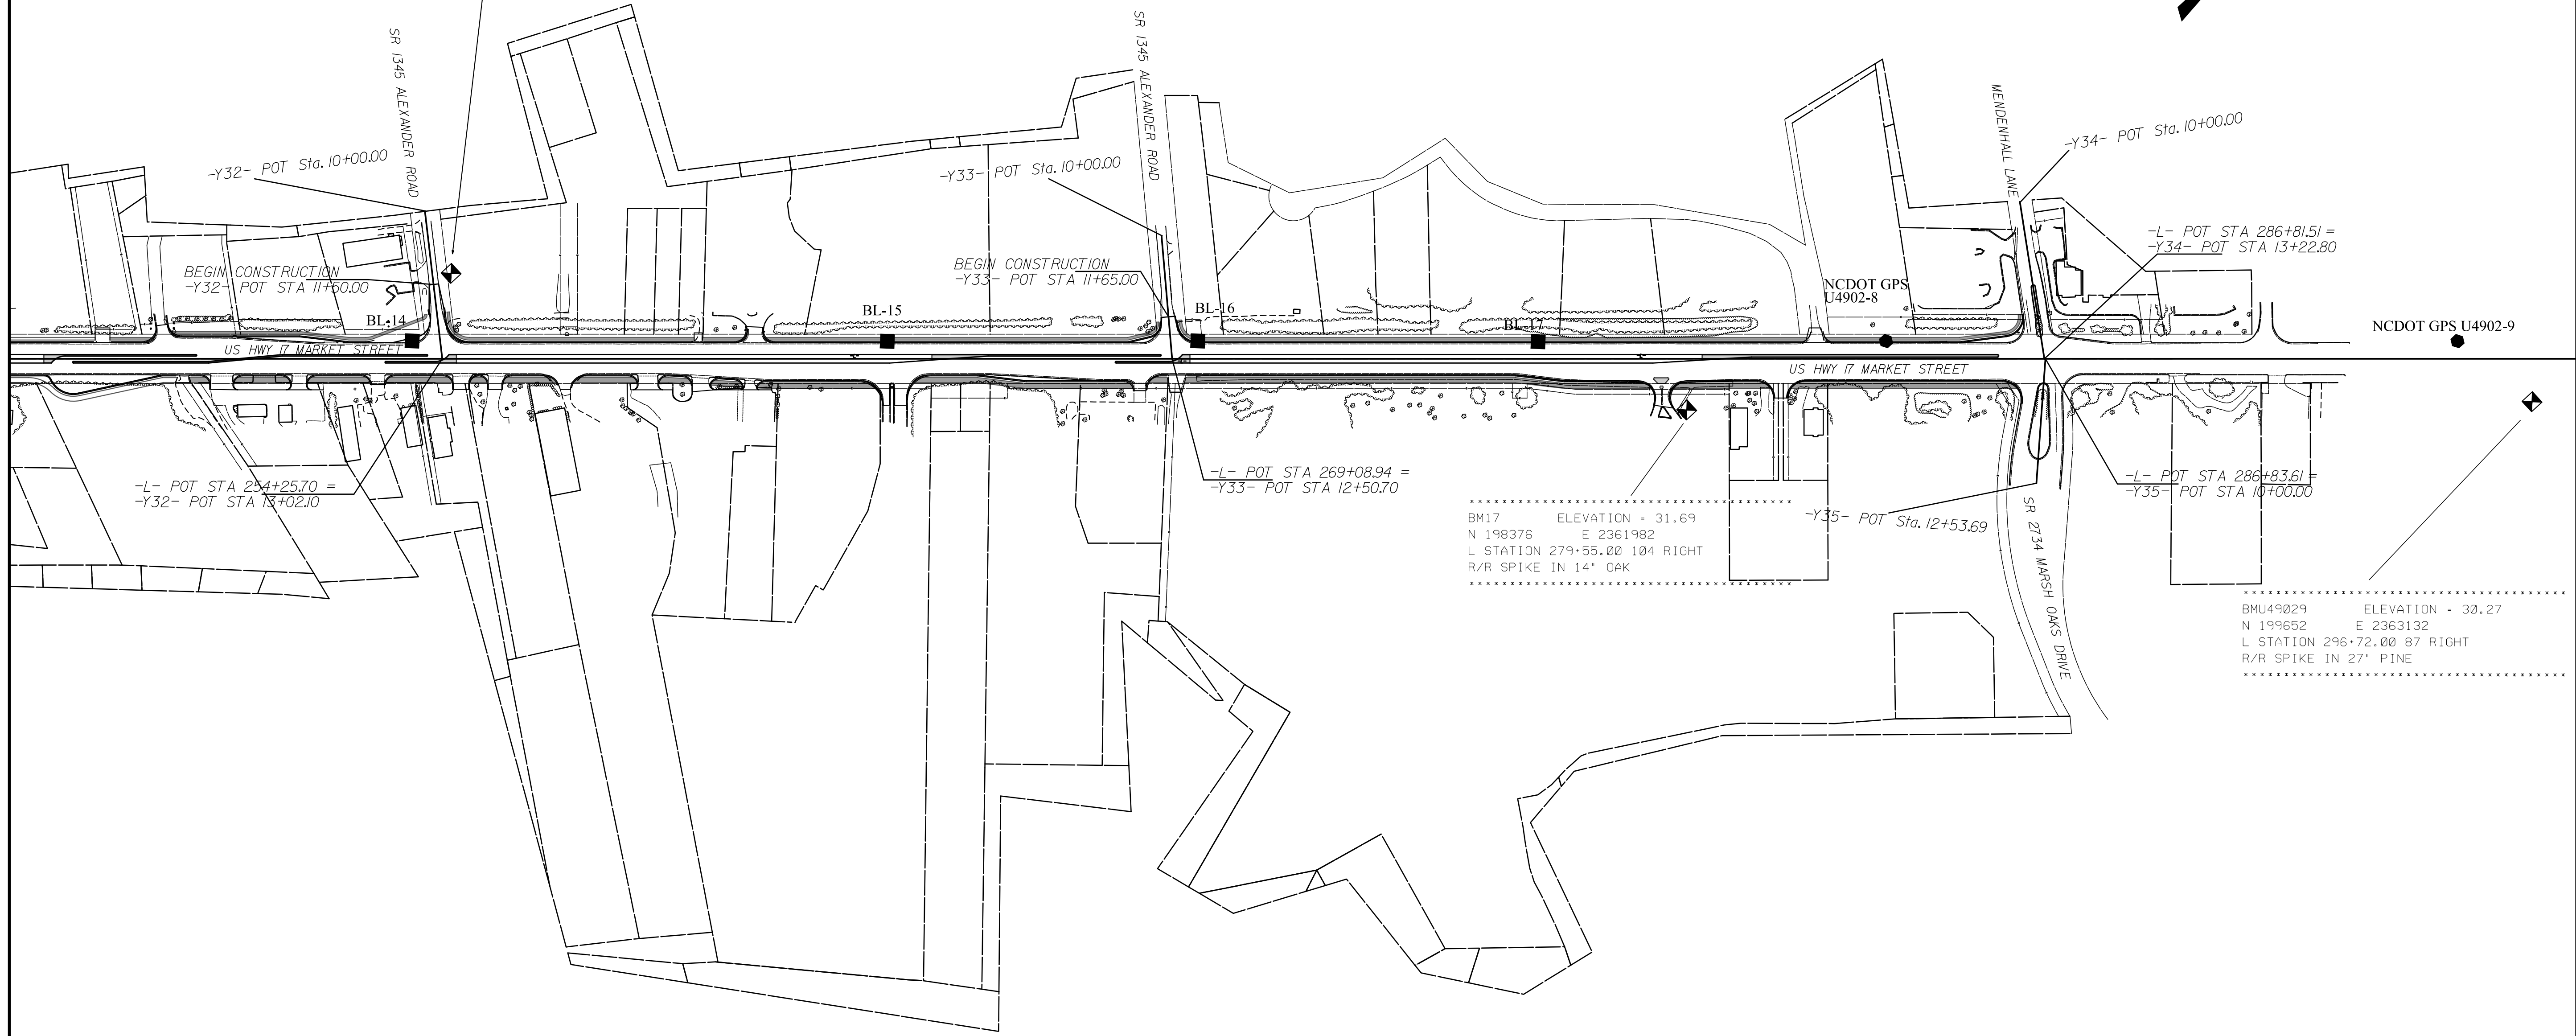 SR 1345 ALEXANDER ROAD
SR 1345 ALEXANDER ROAD
MENDENHALL LANE
-Y32- POT Sta. 10+00.00
-Y33- POT Sta. 10+00.00
-Y34- POT Sta. 10+00.00
BEGIN CONSTRUCTION
-Y32- POT STA 11+50.00
BEGIN CONSTRUCTION
-Y33- POT STA 11+65.00
-L- POT STA 286+81.51 =
-Y34- POT STA 13+22.80
NCDOT GPS
U4902-8
BL-14
BL-15
BL-16
BL-17
NCDOT GPS U4902-9
US HWY 17 MARKET STREET
US HWY 17 MARKET STREET
-L- POT STA 254+25.70 =
-Y32- POT STA 13+02.10
-L- POT STA 269+08.94 =
-Y33- POT STA 12+50.70
-L- POT STA 286+83.61 =
-Y35- POT STA 10+00.00
-Y35- POT Sta. 12+53.69
SR 2734 MARSH OAKS DRIVE
BM17 ELEVATION = 31.69
N 198376 E 2361982
L STATION 279+55.00 104 RIGHT
R/R SPIKE IN 14" OAK
BMU49029 ELEVATION = 30.27
N 199652 E 2363132
L STATION 296+72.00 87 RIGHT
R/R SPIKE IN 27" PINE